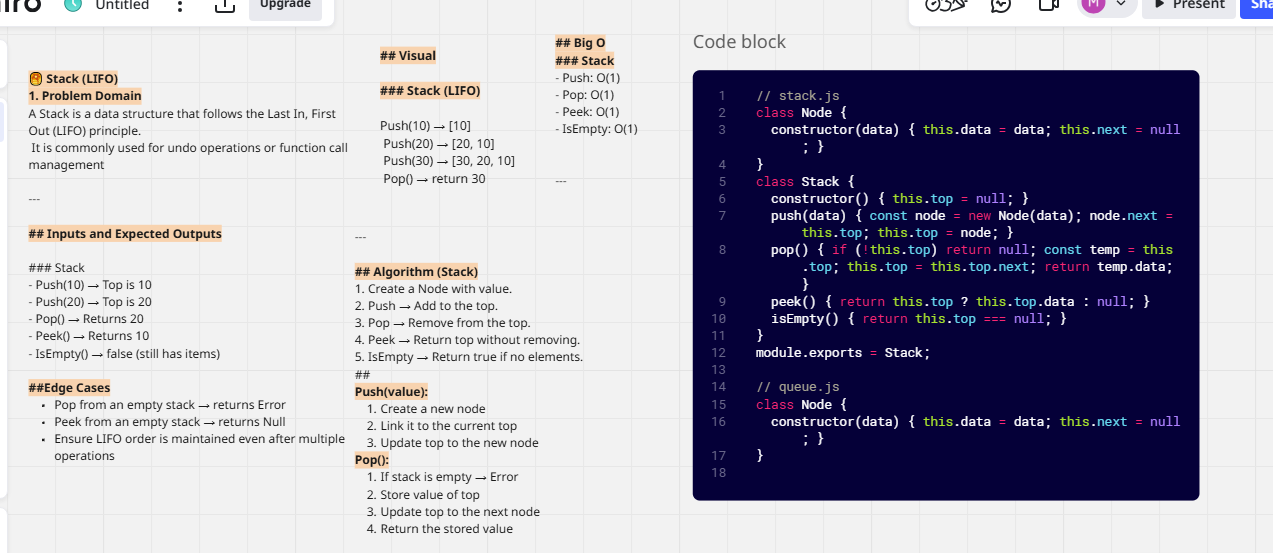 Untitled
Upgrade
M
Present
🥞 Stack (LIFO)
1. Problem Domain
A Stack is a data structure that follows the Last In, First
Out (LIFO) principle.
It is commonly used for undo operations or function call
management
---
## Inputs and Expected Outputs
### Stack
- Push(10) → Top is 10
- Push(20) → Top is 20
- Pop() → Returns 20
- Peek() → Returns 10
- IsEmpty() → false (still has items)
##Edge Cases
• Pop from an empty stack → returns Error
• Peek from an empty stack → returns Null
• Ensure LIFO order is maintained even after multiple
operations
## Visual
### Stack (LIFO)
Push(10) → [10]
Push(20) → [20, 10]
Push(30) → [30, 20, 10]
Pop() → return 30
---
## Algorithm (Stack)
1. Create a Node with value.
2. Push → Add to the top.
3. Pop → Remove from the top.
4. Peek → Return top without removing.
5. IsEmpty → Return true if no elements.
##
Push(value):
1. Create a new node
2. Link it to the current top
3. Update top to the new node
Pop():
1. If stack is empty → Error
2. Store value of top
3. Update top to the next node
4. Return the stored value
## Big O
### Stack
- Push: O(1)
- Pop: O(1)
- Peek: O(1)
- IsEmpty: O(1)
---
Code block
1 // stack.js
2 class Node {
3 constructor(data) { this.data = data; this.next = null
; }
4 }
5 class Stack {
6 constructor() { this.top = null; }
7 push(data) { const node = new Node(data); node.next =
this.top; this.top = node; }
8 pop() { if (!this.top) return null; const temp = this
.top; this.top = this.top.next; return temp.data;
}
9 peek() { return this.top ? this.top.data : null; }
10 isEmpty() { return this.top === null; }
11 }
12 module.exports = Stack;
13
14 // queue.js
15 class Node {
16 constructor(data) { this.data = data; this.next = null
; }
17 }
18